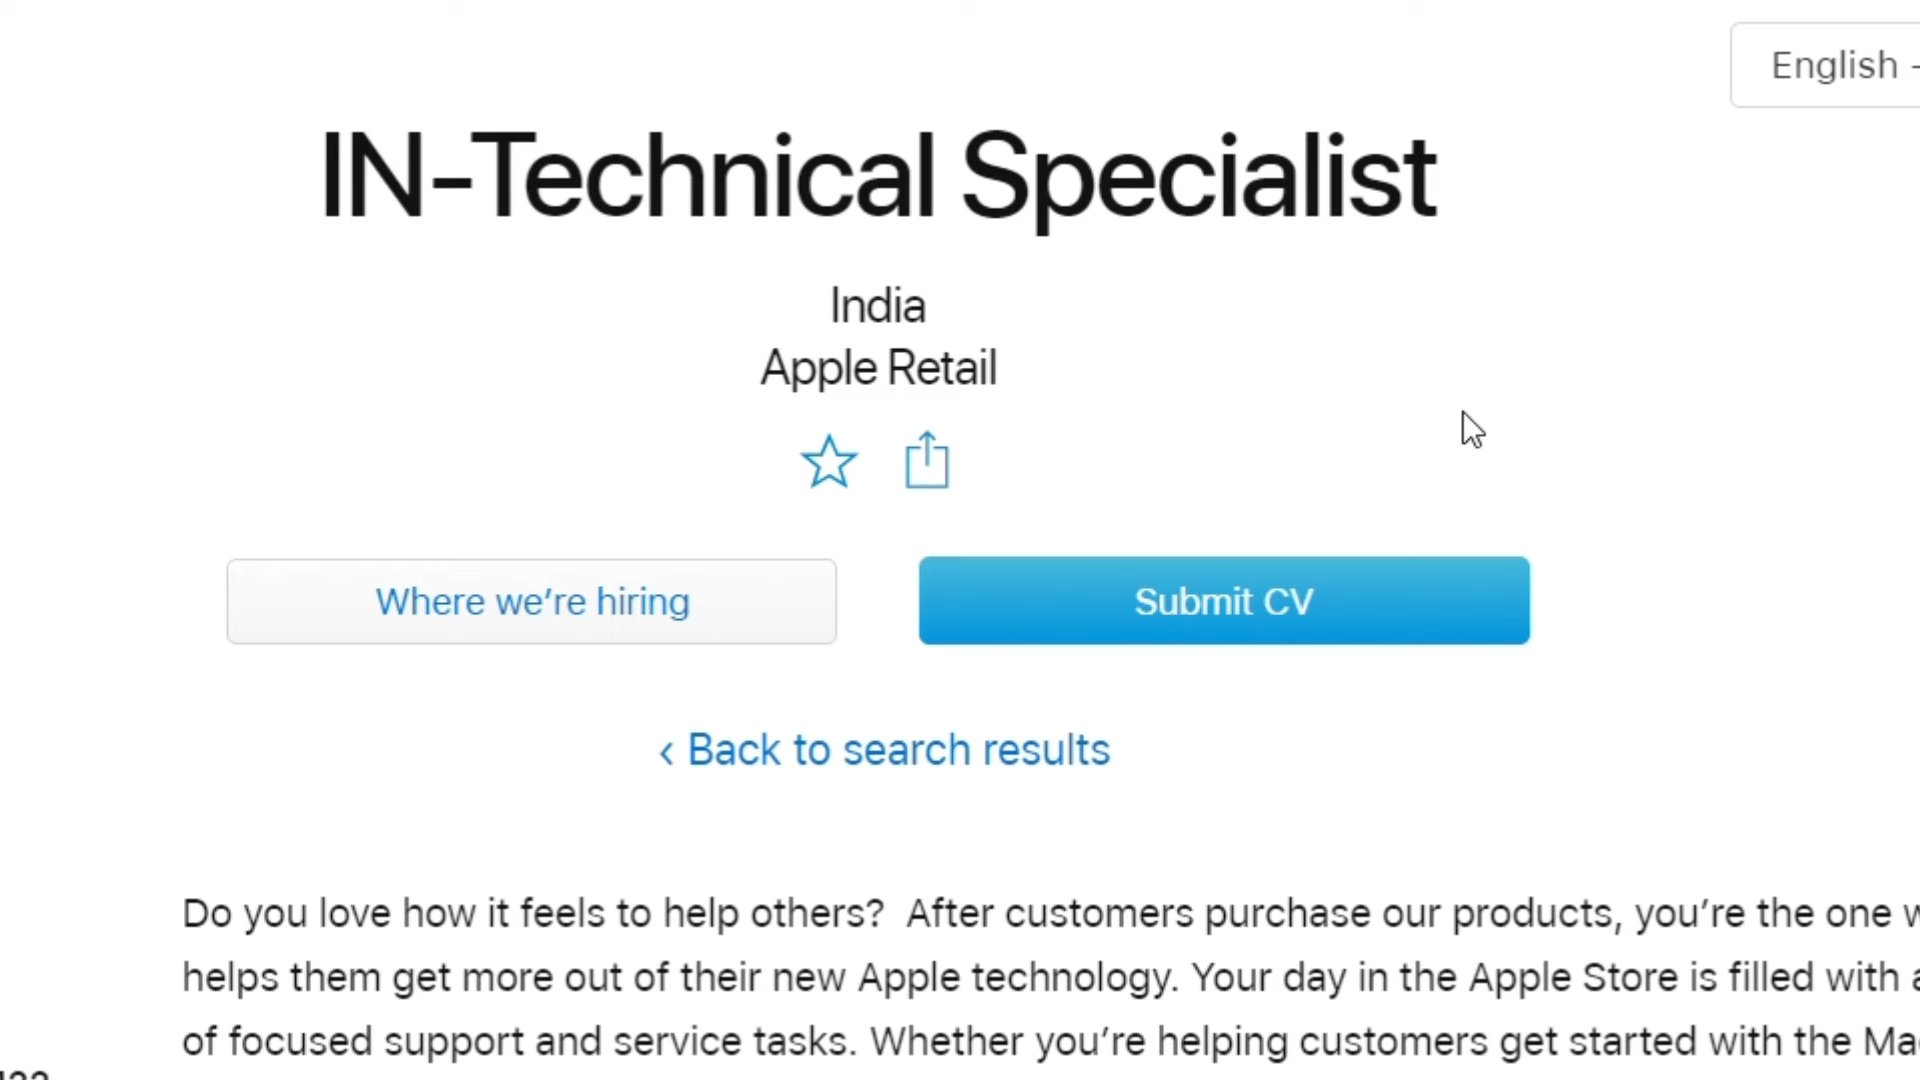 English -
IN-Technical Specialist
India
Apple Retail
Where we’re hiring
Submit CV
‹ Back to search results
Do you love how it feels to help others?  After customers purchase our products, you’re the one
helps them get more out of their new Apple technology. Your day in the Apple Store is filled with a
of focused support and service tasks. Whether you’re helping customers get started with the Ma